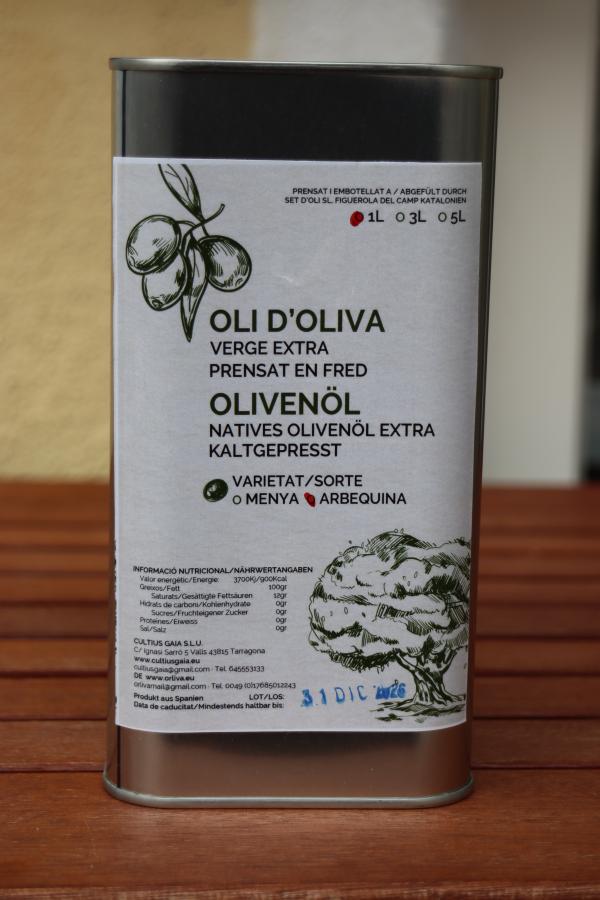 PRENSAT I EMBOTELLAT A / ABGEFÜLT DURCH
SET D'OLI SL. FIGUEROLA DEL CAMP KATALONIEN
1L 3L 5L
OLI D'OLIVA
VERGE EXTRA
PRENSAT EN FRED
OLIVENÖL
NATIVES OLIVENÖL EXTRA
KALTGEPRESST
VARIETAT/SORTE
MENYA ARBEQUINA
INFORMACIÓ NUTRICIONAL/NÄHRWERTANGABEN
Valor energétic/Energie: 3700Kj/900Kcal
Greixos/Fett 100gr
Saturats/Gesättigte Fettsäuren 12gr
Hidrats de carboni/Kohlenhydrate 0gr
Sucres/Fruchteigener Zucker 0gr
Proteïnes/Eiweiss 0gr
Sal/Salz 0gr
CULTIUS GAIA S.L.U.
C/ Ignasi Sarró 5 Valls 43815 Tarragona
www.cultiusgaia.eu
cultiusgaia@gmail.com · Tel. 645553133
DE www.orliva.eu
orlivamail@gmail.com · Tel. 0049 (0)17685012243
Produkt aus Spanien LOT/LOS:
Data de caducitat/Mindestends haltbar bis: 31 DIC 2026